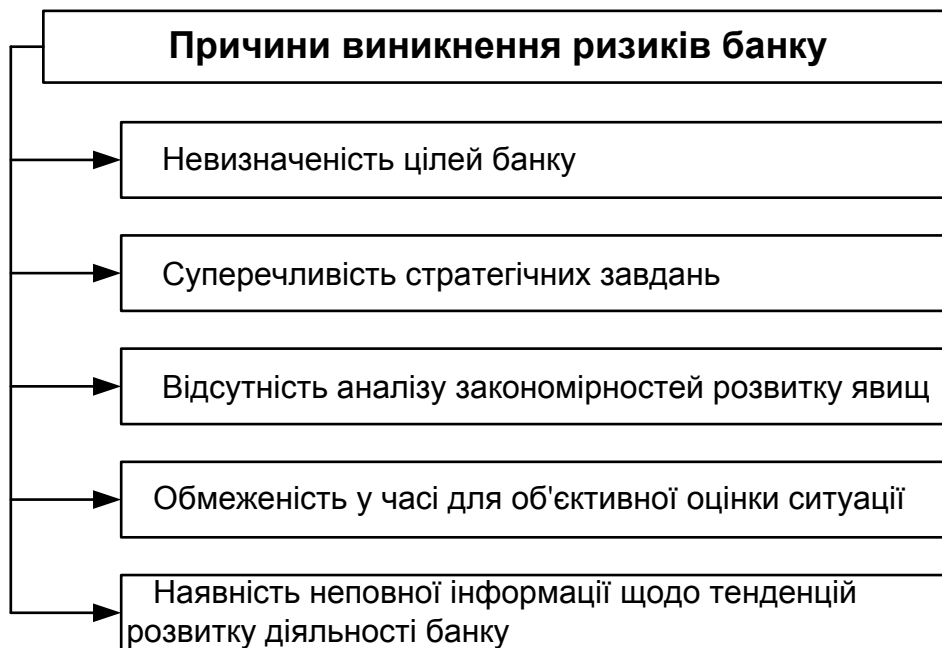 Причини виникнення ризиків банку
Невизначеність цілей банку
Суперечливість стратегічних завдань
Відсутність аналізу закономірностей розвитку явищ
Обмеженість у часі для об'єктивної оцінки ситуації
Наявність неповної інформації щодо тенденцій
розвитку діяльності банку